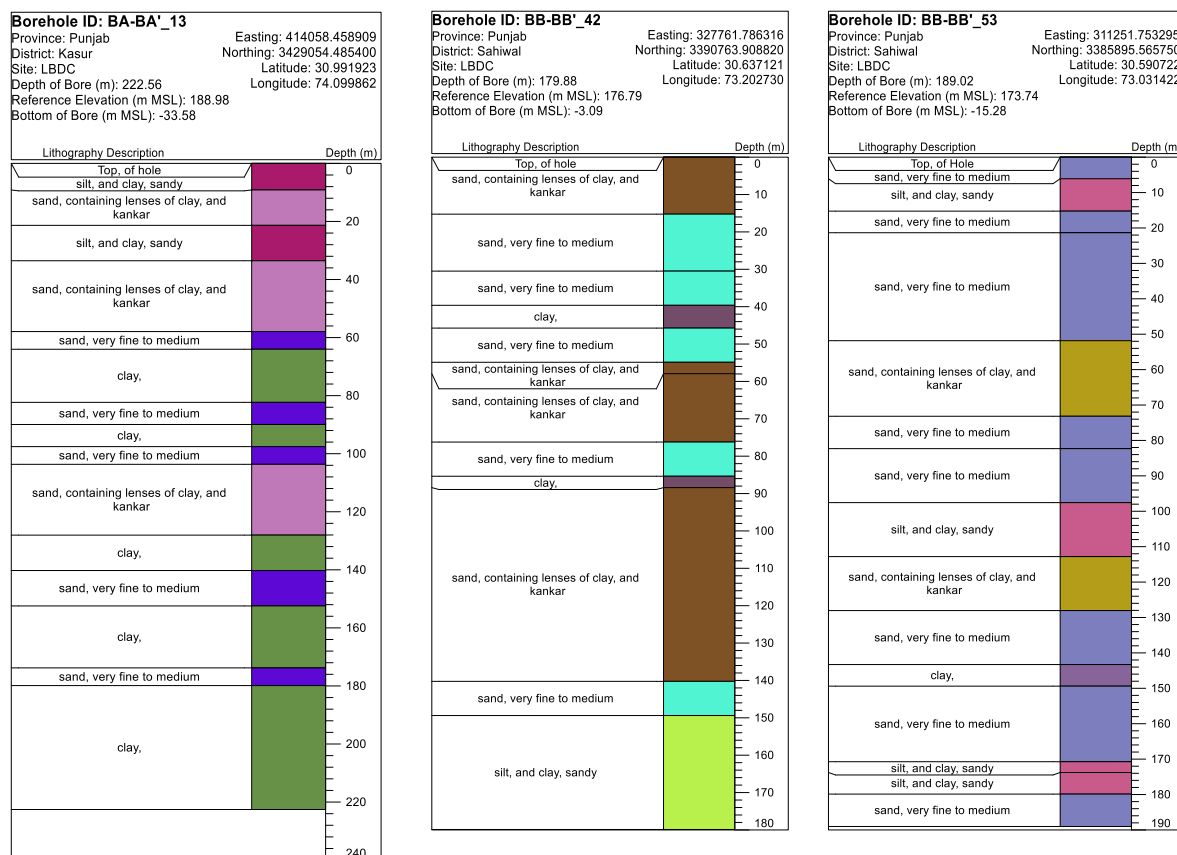 Borehole ID: BA-BA'_13
Province: Punjab
Easting: 414058.458909
District: Kasur
Northing: 3429054.485400
Site: LBDC
Latitude: 30.991923
Depth of Bore (m): 222.56
Longitude: 74.099862
Reference Elevation (m MSL): 188.98
Bottom of Bore (m MSL): -33.58
Lithography Description
Depth (m)
Top, of hole
silt, and clay, sandy
sand, containing lenses of clay, and
kankar
silt, and clay, sandy
sand, containing lenses of clay, and
kankar
sand, very fine to medium
clay,
sand, very fine to medium
clay,
sand, very fine to medium
sand, containing lenses of clay, and
kankar
clay,
sand, very fine to medium
clay,
sand, very fine to medium
clay,
0
20
40
60
80
100
120
140
160
180
200
220
240
Borehole ID: BB-BB'_42
Province: Punjab
Easting: 327761.786316
District: Sahiwal
Northing: 3390763.908820
Site: LBDC
Latitude: 30.637121
Depth of Bore (m): 179.88
Longitude: 73.202730
Reference Elevation (m MSL): 176.79
Bottom of Bore (m MSL): -3.09
Lithography Description
Depth (m)
Top, of hole
sand, containing lenses of clay, and
kankar
sand, very fine to medium
sand, very fine to medium
clay,
sand, very fine to medium
sand, containing lenses of clay, and
kankar
sand, containing lenses of clay, and
kankar
sand, very fine to medium
clay,
sand, containing lenses of clay, and
kankar
sand, very fine to medium
silt, and clay, sandy
0
10
20
30
40
50
60
70
80
90
100
110
120
130
140
150
160
170
180
Borehole ID: BB-BB'_53
Province: Punjab
Easting: 311251.753295
District: Sahiwal
Northing: 3385895.565750
Site: LBDC
Latitude: 30.590722
Depth of Bore (m): 189.02
Longitude: 73.031422
Reference Elevation (m MSL): 173.74
Bottom of Bore (m MSL): -15.28
Lithography Description
Depth (m)
Top, of Hole
sand, very fine to medium
silt, and clay, sandy
sand, very fine to medium
sand, very fine to medium
sand, containing lenses of clay, and
kankar
sand, very fine to medium
sand, very fine to medium
silt, and clay, sandy
sand, containing lenses of clay, and
kankar
sand, very fine to medium
clay,
sand, very fine to medium
silt, and clay, sandy
silt, and clay, sandy
sand, very fine to medium
0
10
20
30
40
50
60
70
80
90
100
110
120
130
140
150
160
170
180
190